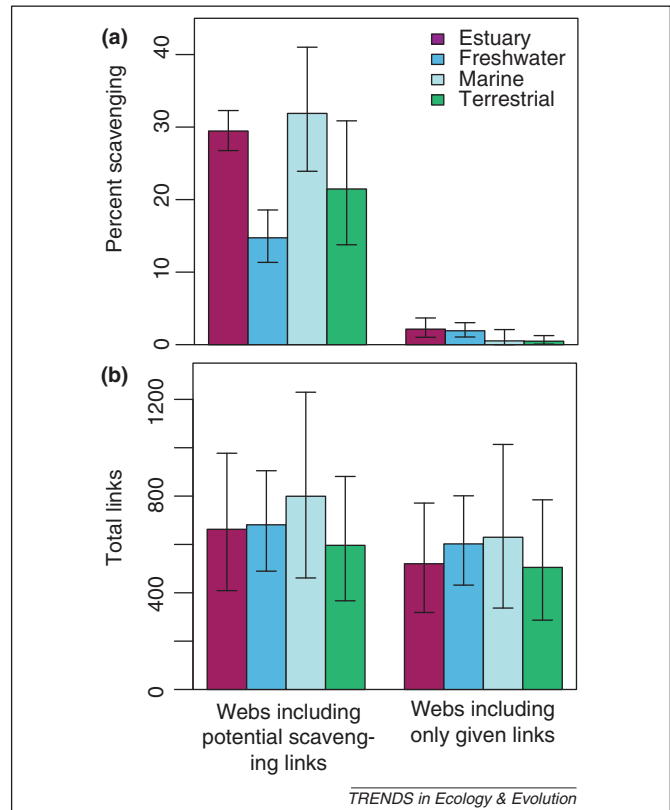 (a)
Estuary
Freshwater
Marine
Terrestrial
Percent scavenging
40
30
20
10
0
(b)
Total links
1200
800
400
0
Webs including
potential scaveng-
ing links
Webs including
only given links
TRENDS in Ecology & Evolution